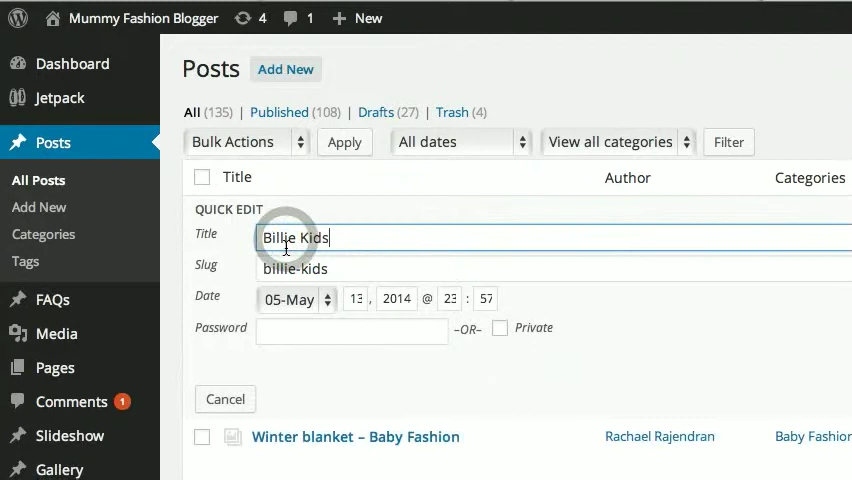 Mummy Fashion Blogger 4 1 New
Dashboard
Jetpack
Posts
All Posts
Add New
Categories
Tags
FAQs
Media
Pages
Comments 1
Slideshow
Gallery
Posts Add New
All (135) | Published (108) | Drafts (27) | Trash (4)
Bulk Actions Apply All dates View all categories Filter
Title Author Categories
QUICK EDIT
Title Billie Kids
Slug billie-kids
Date 05-May 13, 2014 @ 23 : 57
Password –OR– Private
Cancel
Winter blanket – Baby Fashion Rachael Rajendran Baby Fashion